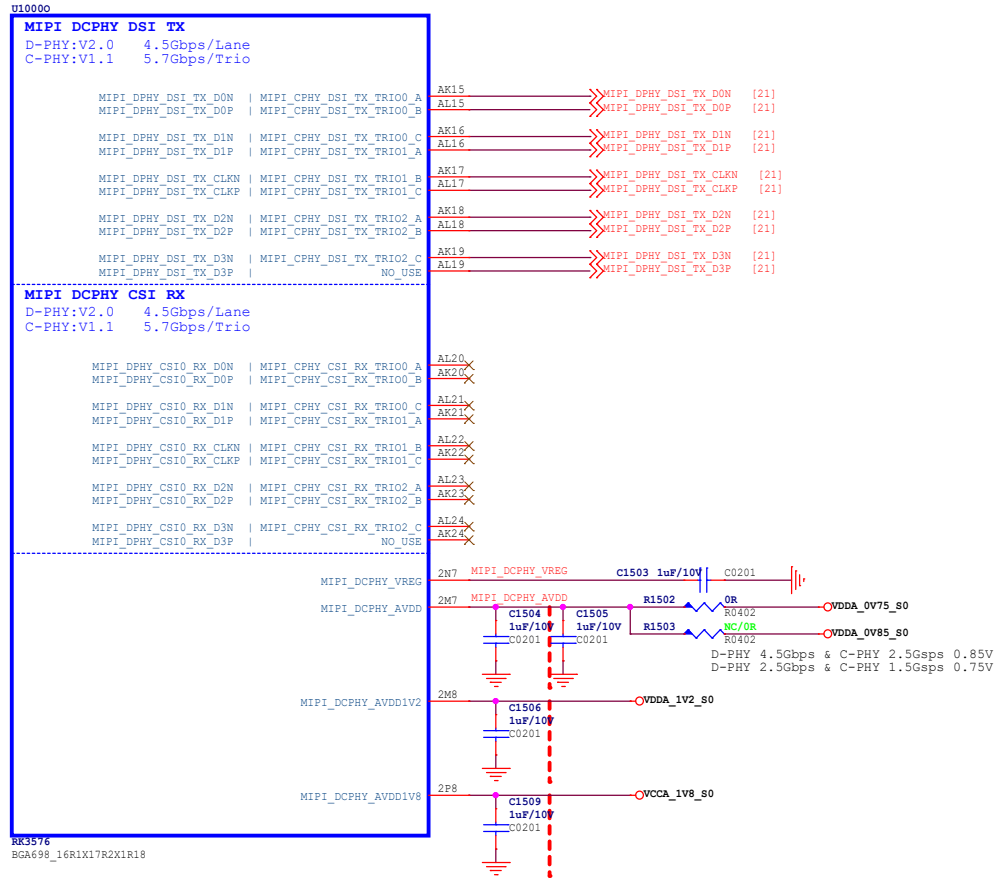 U1000O
MIPI DCPHY DSI TX
D-PHY:V2.0 4.5Gbps/Lane
C-PHY:V1.1 5.7Gbps/Trio
MIPI_DPHY_DSI_TX_D0N | MIPI_CPHY_DSI_TX_TRIO0_A AK15 MIPI_DPHY_DSI_TX_D0N [21]
MIPI_DPHY_DSI_TX_D0P | MIPI_CPHY_DSI_TX_TRIO0_B AL15 MIPI_DPHY_DSI_TX_D0P [21]
MIPI_DPHY_DSI_TX_D1N | MIPI_CPHY_DSI_TX_TRIO0_C AK16 MIPI_DPHY_DSI_TX_D1N [21]
MIPI_DPHY_DSI_TX_D1P | MIPI_CPHY_DSI_TX_TRIO1_A AL16 MIPI_DPHY_DSI_TX_D1P [21]
MIPI_DPHY_DSI_TX_CLKN | MIPI_CPHY_DSI_TX_TRIO1_B AK17 MIPI_DPHY_DSI_TX_CLKN [21]
MIPI_DPHY_DSI_TX_CLKP | MIPI_CPHY_DSI_TX_TRIO1_C AL17 MIPI_DPHY_DSI_TX_CLKP [21]
MIPI_DPHY_DSI_TX_D2N | MIPI_CPHY_DSI_TX_TRIO2_A AK18 MIPI_DPHY_DSI_TX_D2N [21]
MIPI_DPHY_DSI_TX_D2P | MIPI_CPHY_DSI_TX_TRIO2_B AL18 MIPI_DPHY_DSI_TX_D2P [21]
MIPI_DPHY_DSI_TX_D3N | MIPI_CPHY_DSI_TX_TRIO2_C AK19 MIPI_DPHY_DSI_TX_D3N [21]
MIPI_DPHY_DSI_TX_D3P | NO_USE AL19 MIPI_DPHY_DSI_TX_D3P [21]
MIPI DCPHY CSI RX
D-PHY:V2.0 4.5Gbps/Lane
C-PHY:V1.1 5.7Gbps/Trio
MIPI_DPHY_CSI0_RX_D0N | MIPI_CPHY_CSI_RX_TRIO0_A AL20
MIPI_DPHY_CSI0_RX_D0P | MIPI_CPHY_CSI_RX_TRIO0_B AK20
MIPI_DPHY_CSI0_RX_D1N | MIPI_CPHY_CSI_RX_TRIO0_C AL21
MIPI_DPHY_CSI0_RX_D1P | MIPI_CPHY_CSI_RX_TRIO1_A AK21
MIPI_DPHY_CSI0_RX_CLKN | MIPI_CPHY_CSI_RX_TRIO1_B AL22
MIPI_DPHY_CSI0_RX_CLKP | MIPI_CPHY_CSI_RX_TRIO1_C AK22
MIPI_DPHY_CSI0_RX_D2N | MIPI_CPHY_CSI_RX_TRIO2_A AL23
MIPI_DPHY_CSI0_RX_D2P | MIPI_CPHY_CSI_RX_TRIO2_B AK23
MIPI_DPHY_CSI0_RX_D3N | MIPI_CPHY_CSI_RX_TRIO2_C AL24
MIPI_DPHY_CSI0_RX_D3P | NO_USE AK24
MIPI_DCPHY_VREG 2N7 MIPI_DCPHY_VREG C1503 1uF/10V C0201
MIPI_DCPHY_AVDD 2M7 MIPI_DCPHY_AVDD R1502 0R VDDA_0V75_S0
R0402
C1504 C1505 R1503 NC/0R VDDA_0V85_S0
1uF/10V 1uF/10V R0402
C0201 C0201
D-PHY 4.5Gbps & C-PHY 2.5Gsps 0.85V
D-PHY 2.5Gbps & C-PHY 1.5Gsps 0.75V
MIPI_DCPHY_AVDD1V2 2M8 VDDA_1V2_S0
C1506
1uF/10V
C0201
MIPI_DCPHY_AVDD1V8 2P8 VCCA_1V8_S0
C1509
1uF/10V
C0201
RK3576
BGA698_16R1X17R2X1R18